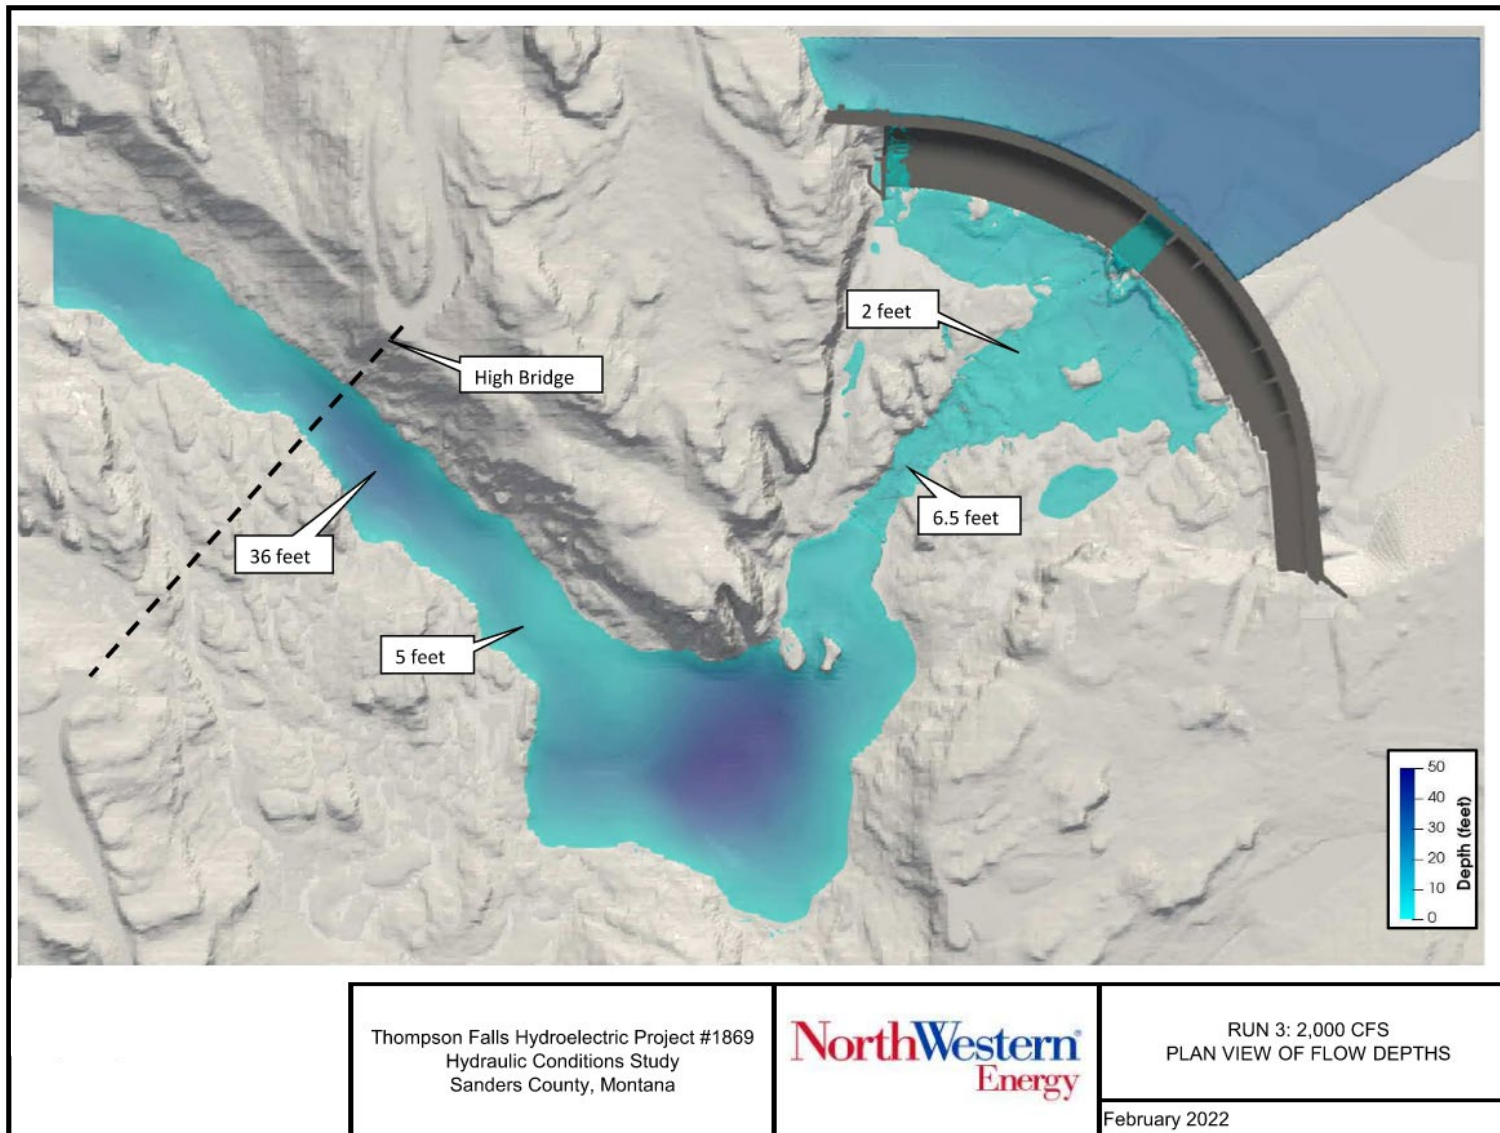 2 feet
High Bridge
6.5 feet
36 feet
5 feet
50
40
30
20
10
0
Depth (feet)
Thompson Falls Hydroelectric Project #1869
Hydraulic Conditions Study
Sanders County, Montana
NorthWestern®
Energy
RUN 3: 2,000 CFS
PLAN VIEW OF FLOW DEPTHS
February 2022